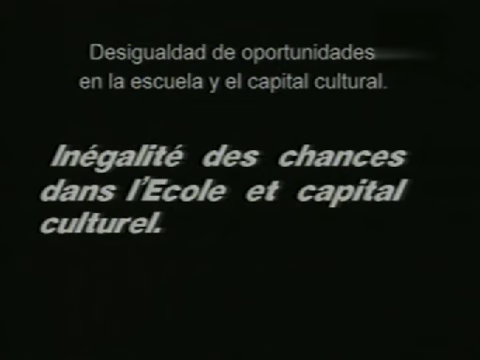 Desigualdad de oportunidades
en la escuela y el capital cultural.
Inégalité des chances
dans l'Ecole et capital
culturel.